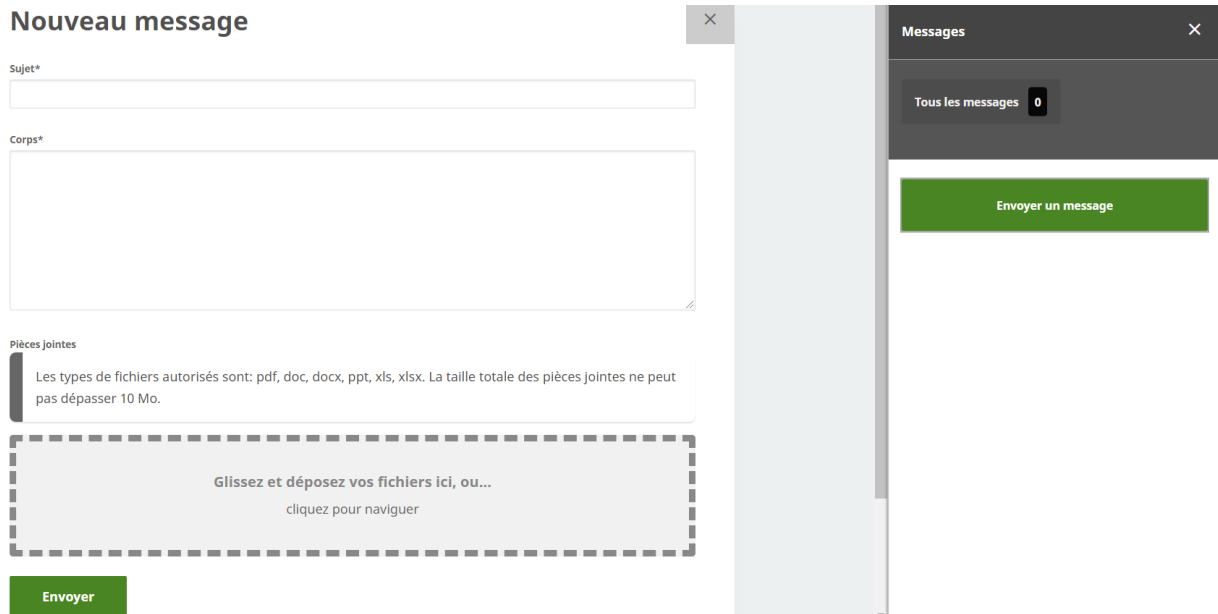 Nouveau message
Sujet*
Corps*
Pièces jointes
Les types de fichiers autorisés sont: pdf, doc, docx, ppt, xls, xlsx. La taille totale des pièces jointes ne peut
pas dépasser 10 Mo.
Glissez et déposez vos fichiers ici, ou...
cliquez pour naviguer
Envoyer
Messages
Tous les messages 0
Envoyer un message